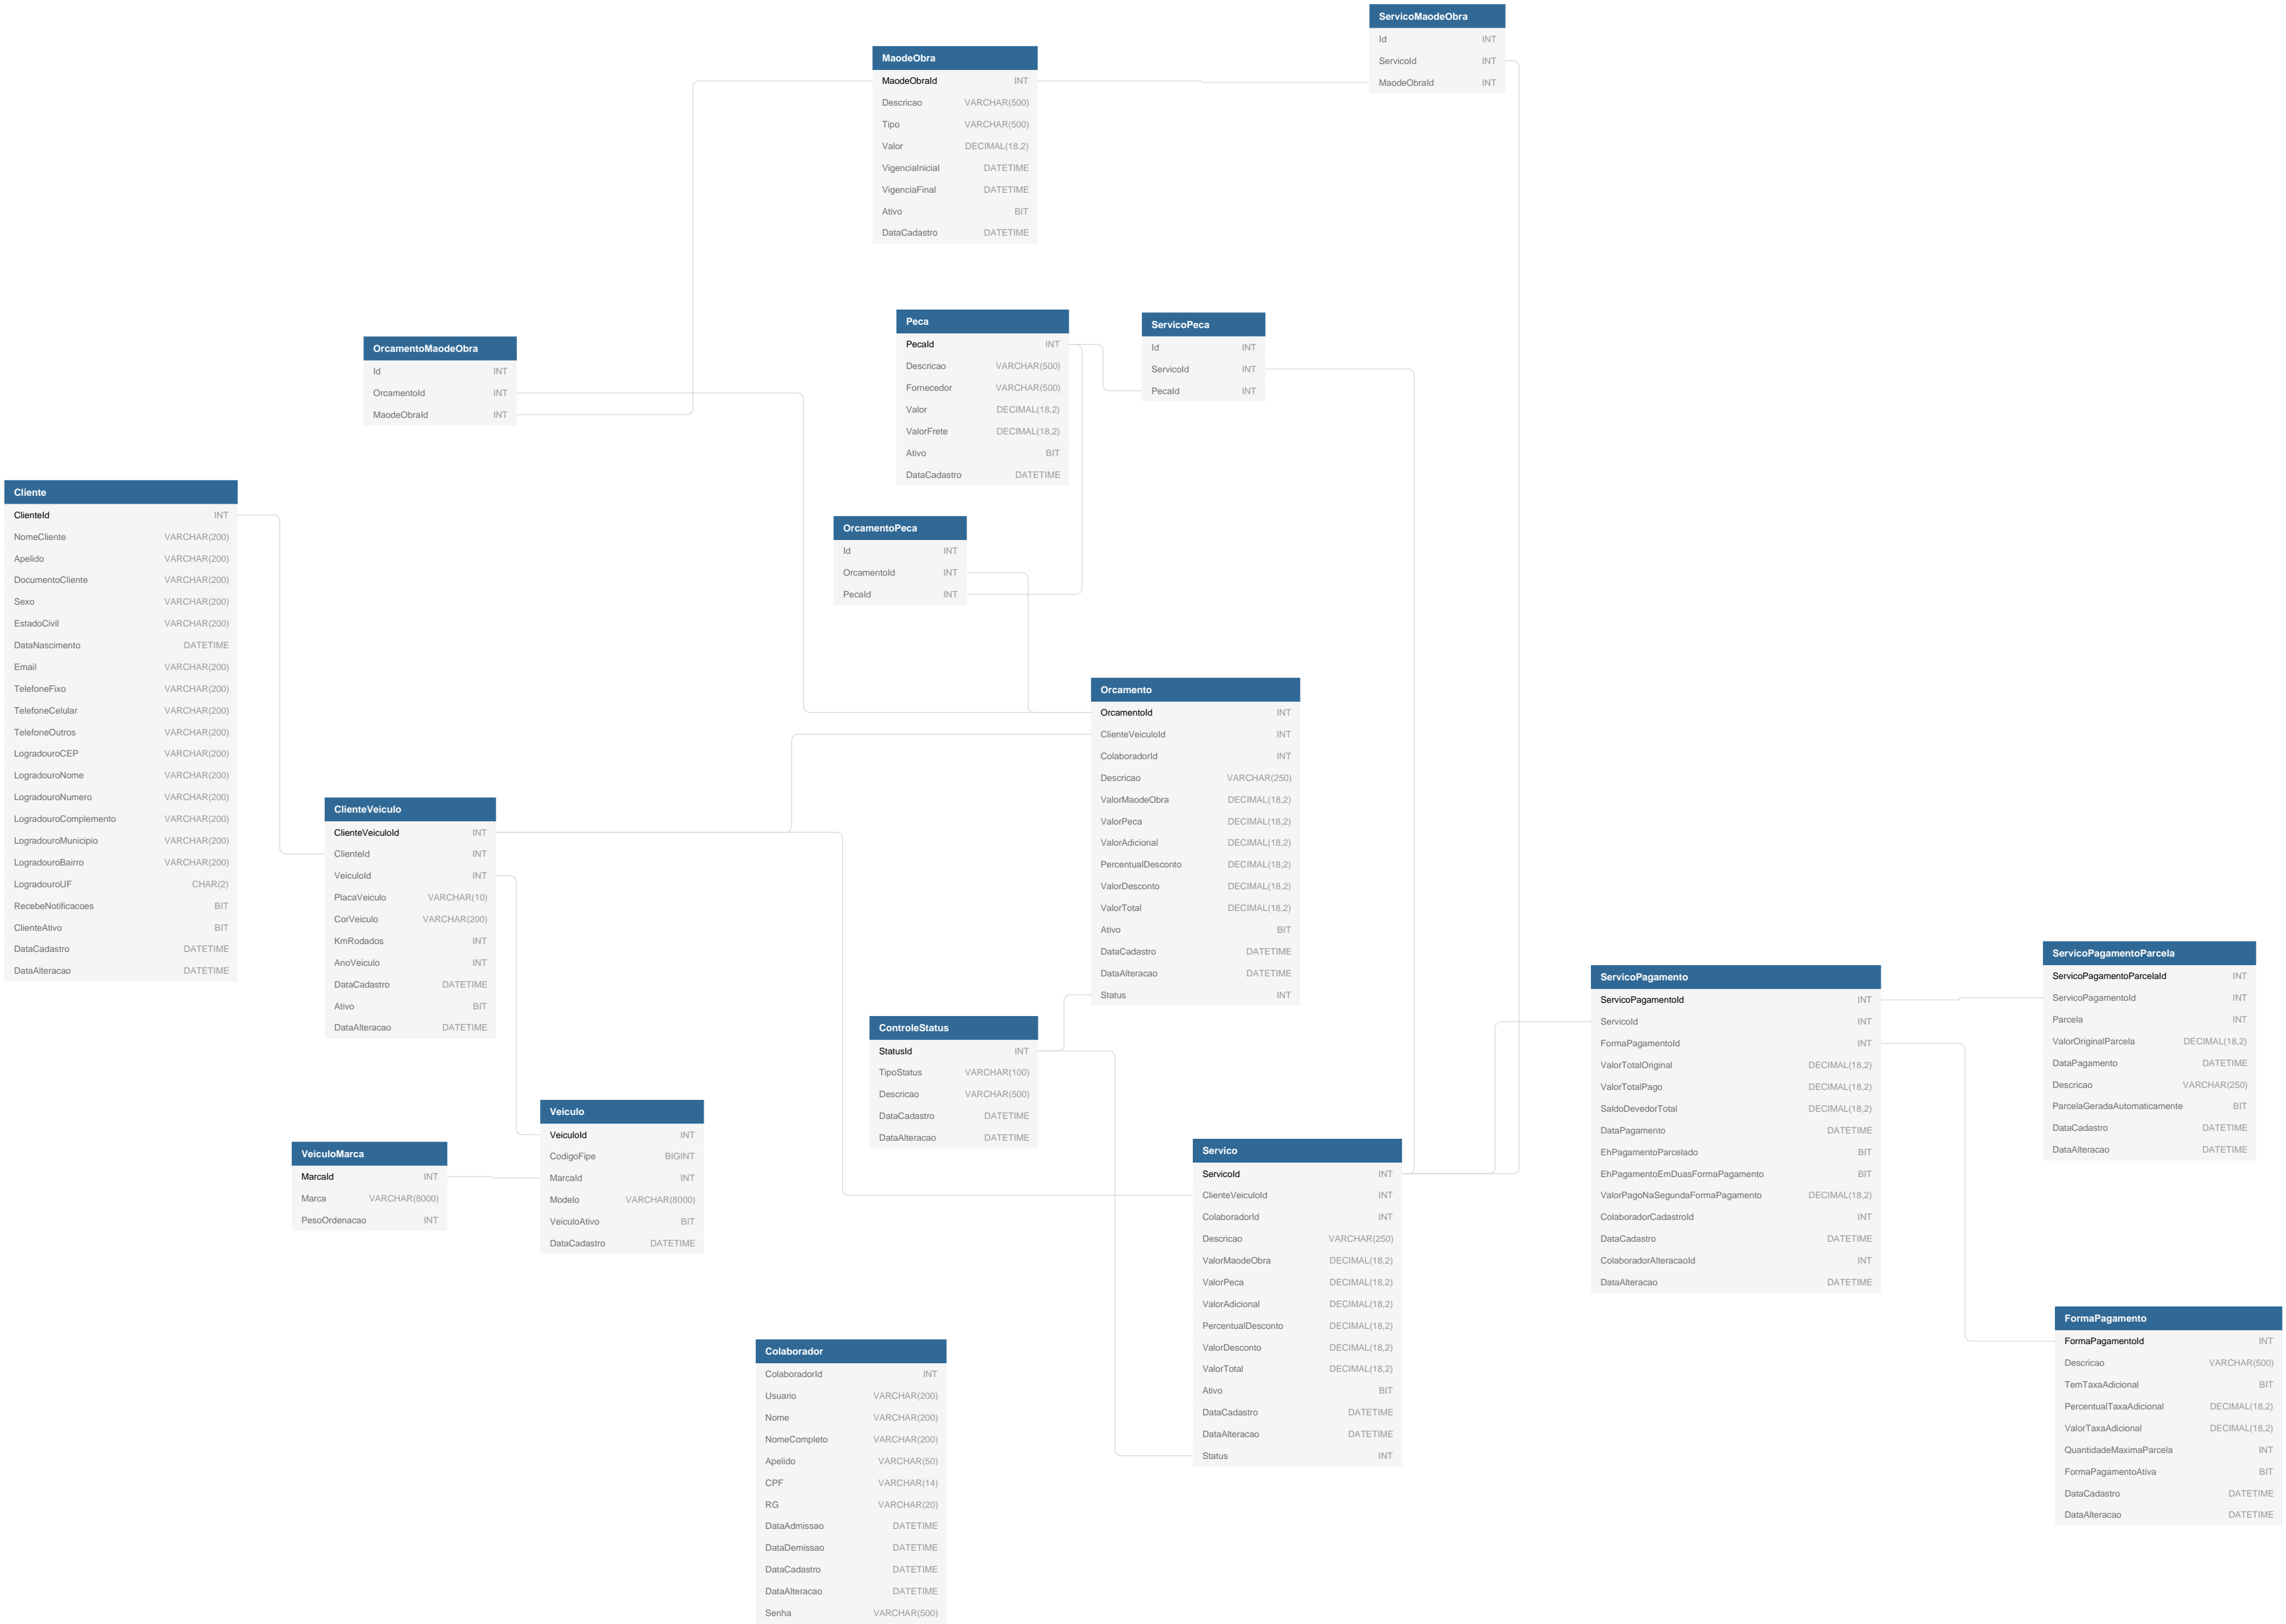 ServicoMaodeObra
Id INT
ServicoId INT
MaodeObraId INT
MaodeObra
MaodeObraId INT
Descricao VARCHAR(500)
Tipo VARCHAR(500)
Valor DECIMAL(18,2)
VigenciaInicial DATETIME
VigenciaFinal DATETIME
Ativo BIT
DataCadastro DATETIME
Peca
PecaId INT
Descricao VARCHAR(500)
Fornecedor VARCHAR(500)
Valor DECIMAL(18,2)
ValorFrete DECIMAL(18,2)
Ativo BIT
DataCadastro DATETIME
ServicoPeca
Id INT
ServicoId INT
PecaId INT
OrcamentoMaodeObra
Id INT
OrcamentoId INT
MaodeObraId INT
Cliente
ClienteId INT
NomeCliente VARCHAR(200)
Apelido VARCHAR(200)
DocumentoCliente VARCHAR(200)
Sexo VARCHAR(200)
EstadoCivil VARCHAR(200)
DataNascimento DATETIME
Email VARCHAR(200)
TelefoneFixo VARCHAR(200)
TelefoneCelular VARCHAR(200)
TelefoneOutros VARCHAR(200)
LogradouroCEP VARCHAR(200)
LogradouroNome VARCHAR(200)
LogradouroNumero VARCHAR(200)
LogradouroComplemento VARCHAR(200)
LogradouroMunicipio VARCHAR(200)
LogradouroBairro VARCHAR(200)
LogradouroUF CHAR(2)
RecebeNotificacoes BIT
ClienteAtivo BIT
DataCadastro DATETIME
DataAlteracao DATETIME
OrcamentoPeca
Id INT
OrcamentoId INT
PecaId INT
Orcamento
OrcamentoId INT
ClienteVeiculoId INT
ColaboradorId INT
Descricao VARCHAR(250)
ValorMaodeObra DECIMAL(18,2)
ValorPeca DECIMAL(18,2)
ValorAdicional DECIMAL(18,2)
PercentualDesconto DECIMAL(18,2)
ValorDesconto DECIMAL(18,2)
ValorTotal DECIMAL(18,2)
Ativo BIT
DataCadastro DATETIME
DataAlteracao DATETIME
Status INT
ClienteVeiculo
ClienteVeiculoId INT
ClienteId INT
VeiculoId INT
PlacaVeiculo VARCHAR(10)
CorVeiculo VARCHAR(200)
KmRodados INT
AnoVeiculo INT
DataCadastro DATETIME
Ativo BIT
DataAlteracao DATETIME
ServicoPagamentoParcela
ServicoPagamentoParcelaId INT
ServicoPagamentoId INT
Parcela INT
ValorOriginalParcela DECIMAL(18,2)
DataPagamento DATETIME
Descricao VARCHAR(250)
ParcelaGeradaAutomaticamente BIT
DataCadastro DATETIME
DataAlteracao DATETIME
ServicoPagamento
ServicoPagamentoId INT
ServicoId INT
FormaPagamentoId INT
ValorTotalOriginal DECIMAL(18,2)
ValorTotalPago DECIMAL(18,2)
SaldoDevedorTotal DECIMAL(18,2)
DataPagamento DATETIME
EhPagamentoParcelado BIT
EhPagamentoEmDuasFormaPagamento BIT
ValorPagoNaSegundaFormaPagamento DECIMAL(18,2)
ColaboradorCadastroId INT
DataCadastro DATETIME
ColaboradorAlteracaoId INT
DataAlteracao DATETIME
ControleStatus
StatusId INT
TipoStatus VARCHAR(100)
Descricao VARCHAR(500)
DataCadastro DATETIME
DataAlteracao DATETIME
Veiculo
VeiculoId INT
CodigoFipe BIGINT
MarcaId INT
Modelo VARCHAR(8000)
VeiculoAtivo BIT
DataCadastro DATETIME
VeiculoMarca
MarcaId INT
Marca VARCHAR(8000)
PesoOrdenacao INT
Servico
ServicoId INT
ClienteVeiculoId INT
ColaboradorId INT
Descricao VARCHAR(250)
ValorMaodeObra DECIMAL(18,2)
ValorPeca DECIMAL(18,2)
ValorAdicional DECIMAL(18,2)
PercentualDesconto DECIMAL(18,2)
ValorDesconto DECIMAL(18,2)
ValorTotal DECIMAL(18,2)
Ativo BIT
DataCadastro DATETIME
DataAlteracao DATETIME
Status INT
FormaPagamento
FormaPagamentoId INT
Descricao VARCHAR(500)
TemTaxaAdicional BIT
PercentualTaxaAdicional DECIMAL(18,2)
ValorTaxaAdicional DECIMAL(18,2)
QuantidadeMaximaParcela INT
FormaPagamentoAtiva BIT
DataCadastro DATETIME
DataAlteracao DATETIME
Colaborador
ColaboradorId INT
Usuario VARCHAR(200)
Nome VARCHAR(200)
NomeCompleto VARCHAR(200)
Apelido VARCHAR(50)
CPF VARCHAR(14)
RG VARCHAR(20)
DataAdmissao DATETIME
DataDemissao DATETIME
DataCadastro DATETIME
DataAlteracao DATETIME
Senha VARCHAR(500)